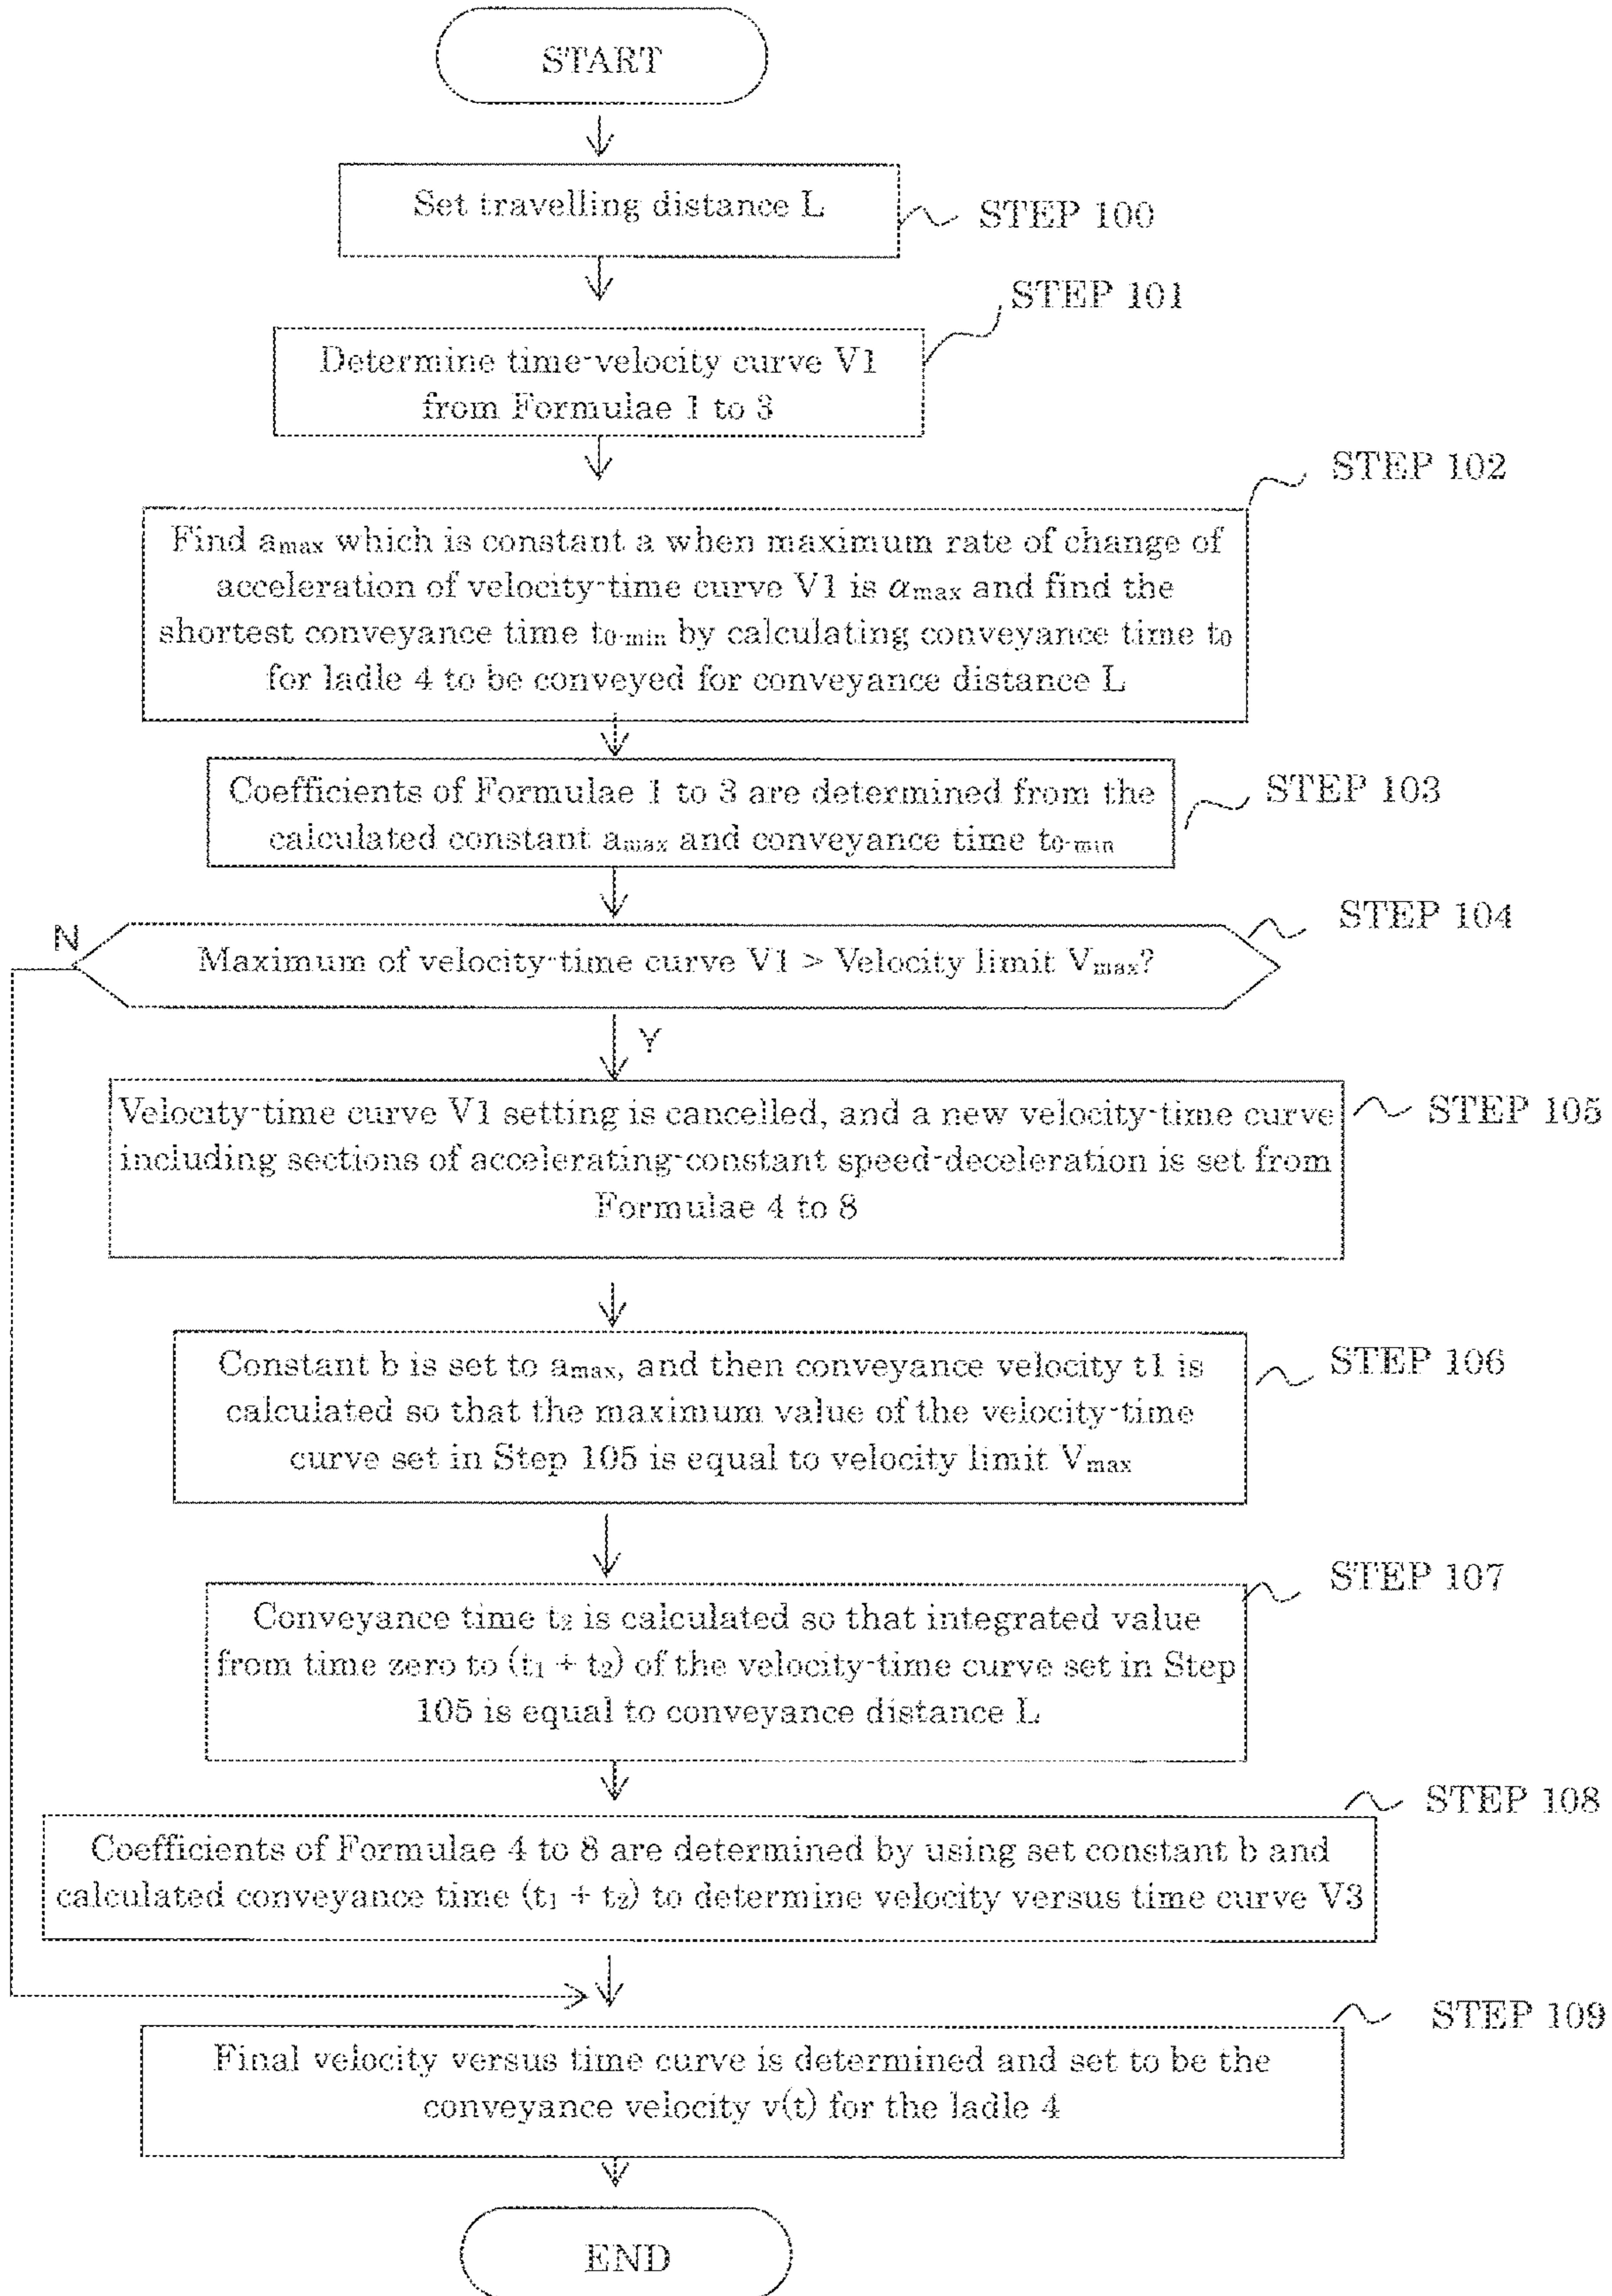 START
Set travelling distance L
STEP 100
STEP 101
Determine time-velocity curve V1
from Formulae 1 to 3
STEP 102
Find amax which is constant a when maximum rate of change of
acceleration of velocity-time curve V1 is αmax and find the
shortest conveyance time t0-min by calculating conveyance time t0
for ladle 4 to be conveyed for conveyance distance L
STEP 103
Coefficients of Formulae 1 to 3 are determined from the
calculated constant amax and conveyance time t0-min
STEP 104
N
Maximum of velocity-time curve V1 > Velocity limit Vmax?
Y
Velocity-time curve V1 setting is cancelled, and a new velocity-time curve
including sections of accelerating-constant speed-deceleration is set from
Formulae 4 to 8
STEP 105
Constant b is set to amax, and then conveyance velocity t1 is
calculated so that the maximum value of the velocity-time
curve set in Step 105 is equal to velocity limit Vmax
STEP 106
STEP 107
Conveyance time t2 is calculated so that integrated value
from time zero to (t1 + t2) of the velocity-time curve set in Step
105 is equal to conveyance distance L
STEP 108
Coefficients of Formulae 4 to 8 are determined by using set constant b and
calculated conveyance time (t1 + t2) to determine velocity versus time curve V3
STEP 109
Final velocity versus time curve is determined and set to be the
conveyance velocity v(t) for the ladle 4
END